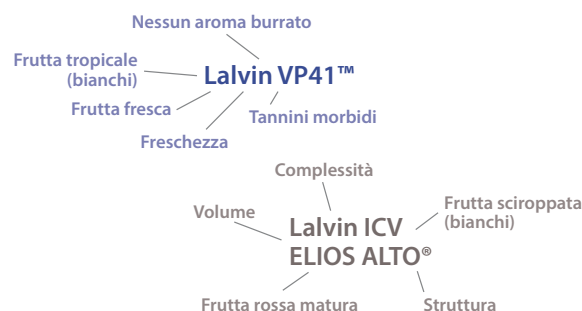 Nessun aroma burrato
Frutta tropicale
(bianchi)
Lalvin VP41™
Frutta fresca
Tannini morbidi
Freschezza
Complessità
Volume
Frutta sciroppata
(bianchi)
Lalvin ICV
ELIOS ALTO®
Frutta rossa matura
Struttura